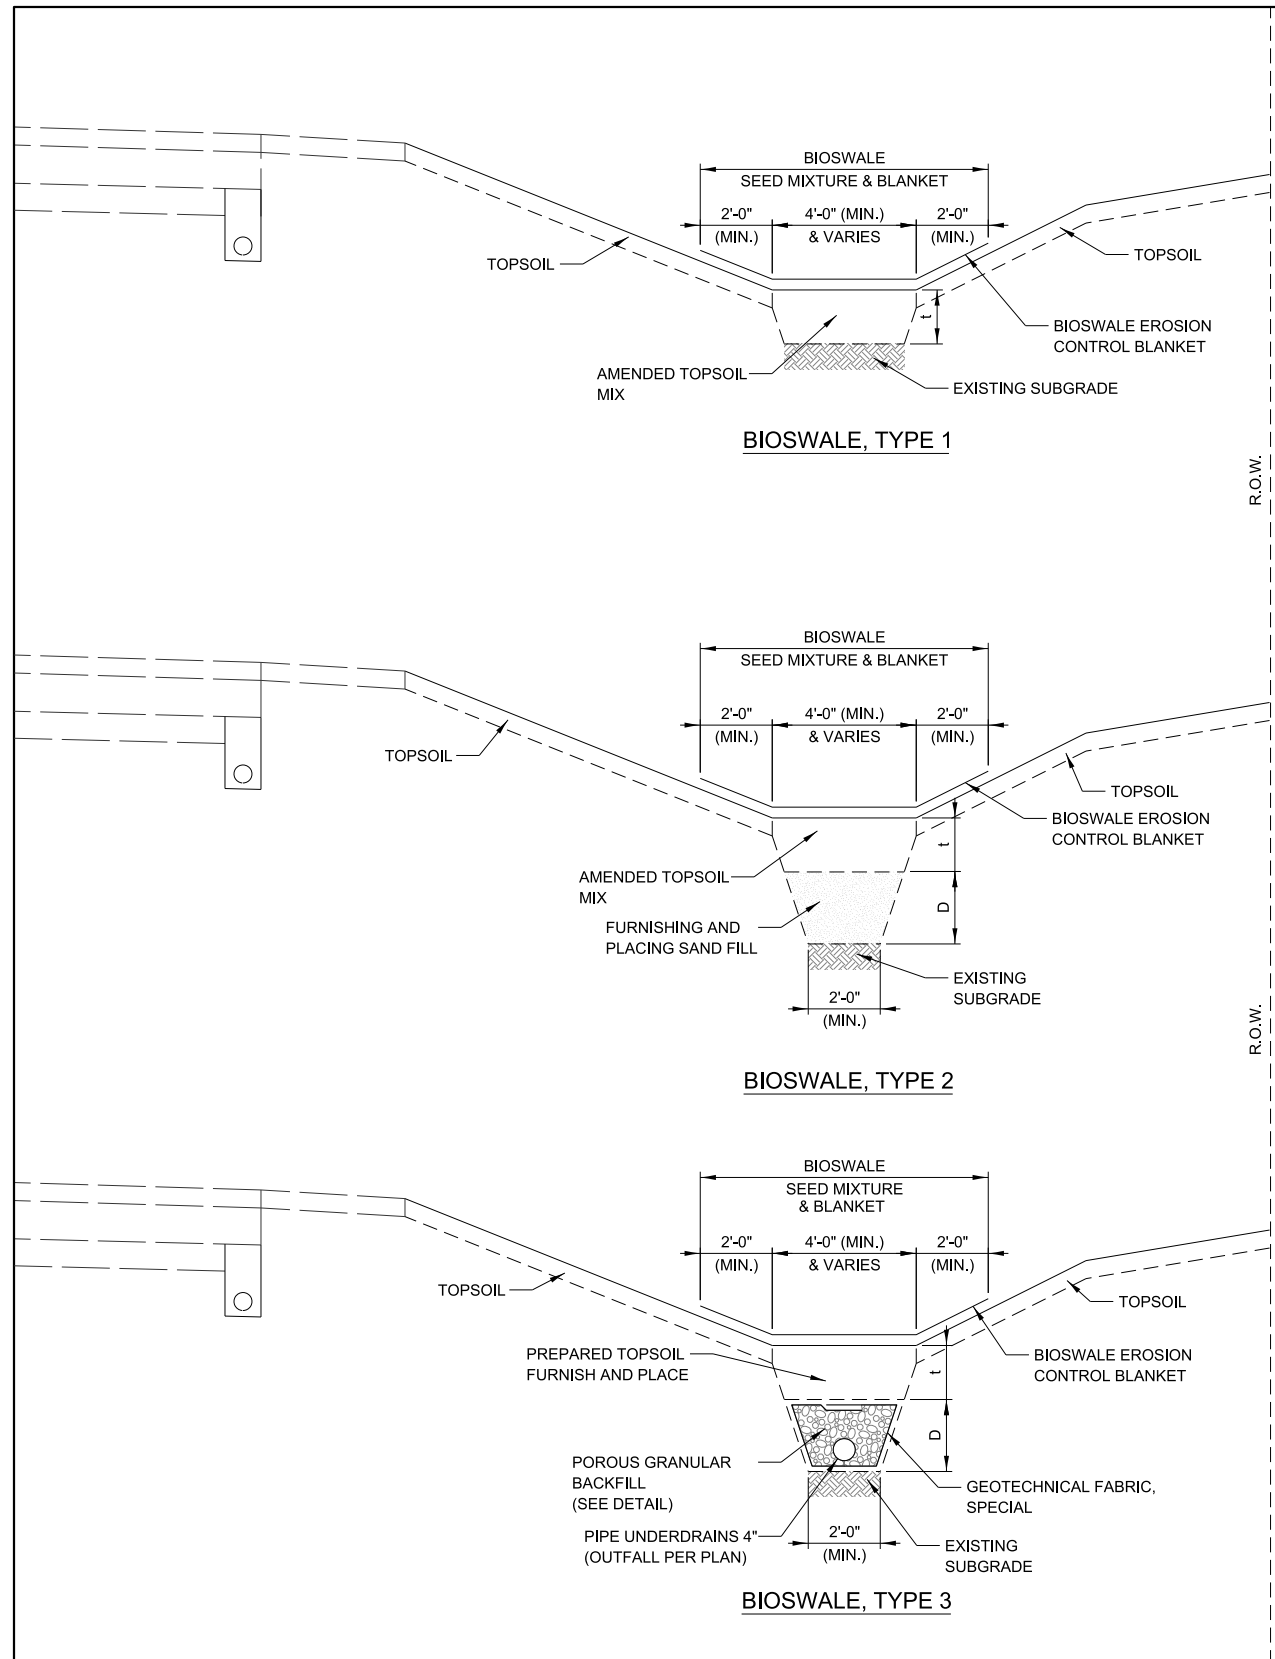 BIOSWALE
SEED MIXTURE & BLANKET
2'-0"
(MIN.)
4'-0" (MIN.)
& VARIES
2'-0"
(MIN.)
TOPSOIL
TOPSOIL
t
BIOSWALE EROSION
CONTROL BLANKET
AMENDED TOPSOIL
MIX
EXISTING SUBGRADE
BIOSWALE, TYPE 1
R.O.W.
BIOSWALE
SEED MIXTURE & BLANKET
2'-0"
(MIN.)
4'-0" (MIN.)
& VARIES
2'-0"
(MIN.)
TOPSOIL
TOPSOIL
BIOSWALE EROSION
CONTROL BLANKET
t
AMENDED TOPSOIL
MIX
D
FURNISHING AND
PLACING SAND FILL
EXISTING
SUBGRADE
2'-0"
(MIN.)
R.O.W.
BIOSWALE, TYPE 2
BIOSWALE
SEED MIXTURE
& BLANKET
2'-0"
(MIN.)
4'-0" (MIN.)
& VARIES
2'-0"
(MIN.)
TOPSOIL
TOPSOIL
PREPARED TOPSOIL
FURNISH AND PLACE
t
BIOSWALE EROSION
CONTROL BLANKET
D
POROUS GRANULAR
BACKFILL
(SEE DETAIL)
GEOTECHNICAL FABRIC,
SPECIAL
PIPE UNDERDRAINS 4"
(OUTFALL PER PLAN)
2'-0"
(MIN.)
EXISTING
SUBGRADE
BIOSWALE, TYPE 3